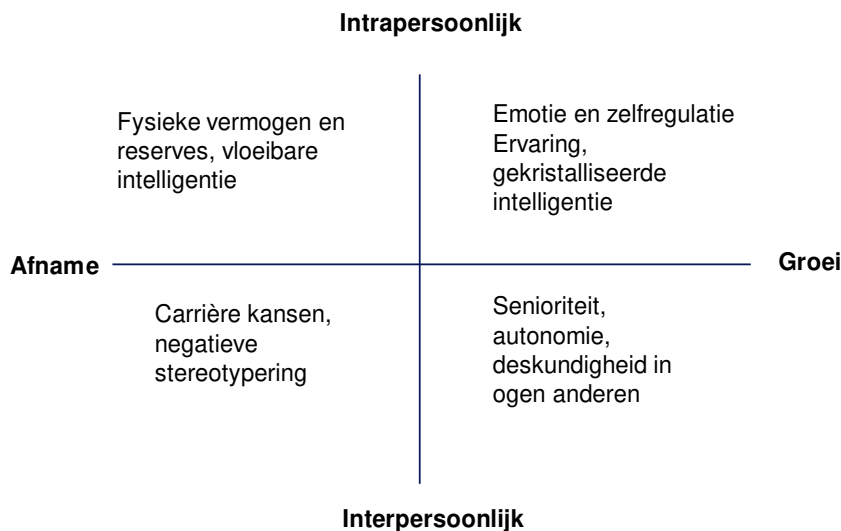 Intrapersoonlijk
Fysieke vermogen en
reserves, vloeibare
intelligentie
Emotie en zelfregulatie
Ervaring,
gekristalliseerde
intelligentie
Afname
Groei
Carrière kansen,
negatieve
stereotypering
Senioriteit,
autonomie,
deskundigheid in
ogen anderen
Interpersoonlijk